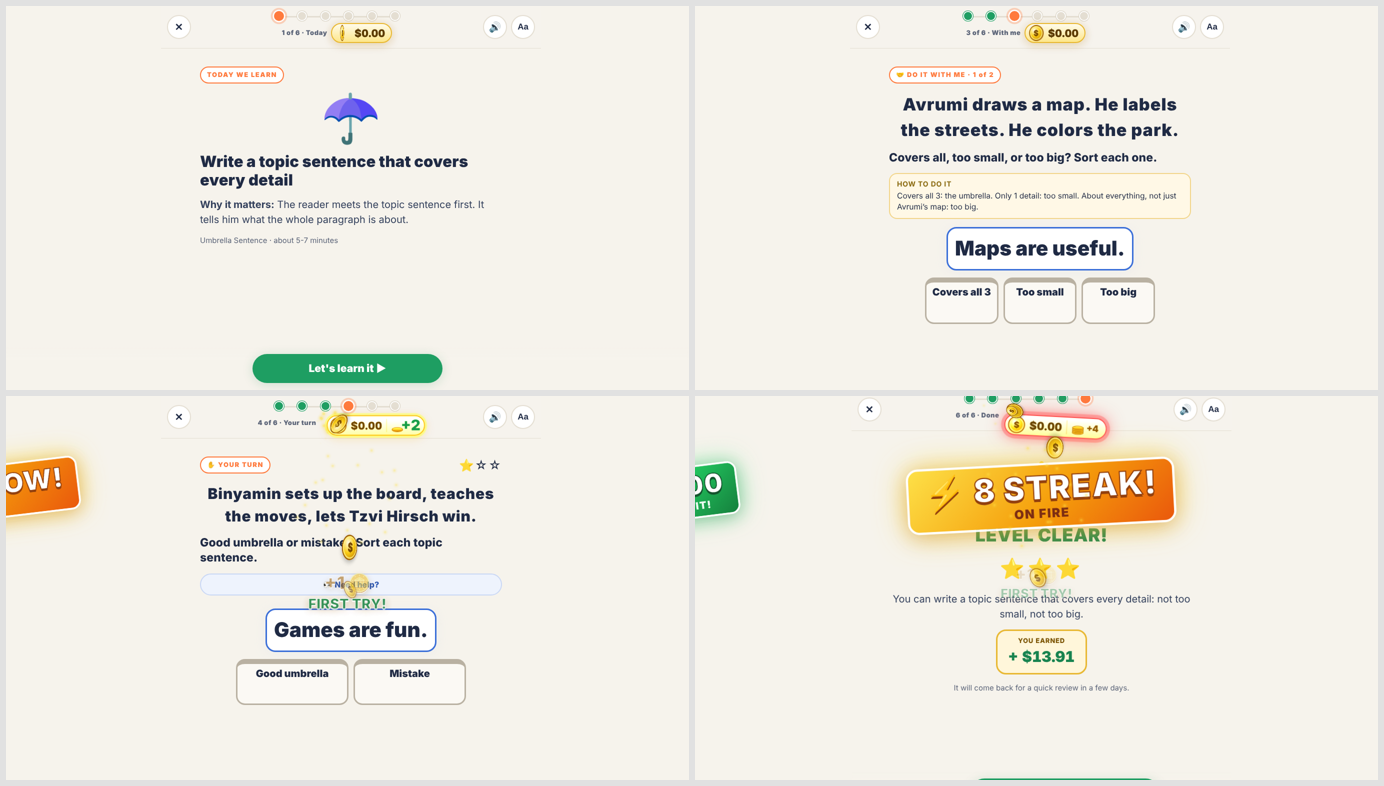 1 of 6 · Today
$0.00
Aa
TODAY WE LEARN
Write a topic sentence that covers
every detail
Why it matters: The reader meets the topic sentence first. It
tells him what the whole paragraph is about.
Umbrella Sentence · about 5-7 minutes
Let's learn it ▶
3 of 6 · With me
$0.00
Aa
DO IT WITH ME · 1 of 2
Avrumi draws a map. He labels
the streets. He colors the park.
Covers all, too small, or too big? Sort each one.
HOW TO DO IT
Covers all 3: the umbrella. Only 1 detail: too small. About everything, not just
Avrumi's map: too big.
Maps are useful.
Covers all 3
Too small
Too big
4 of 6 · Your turn
$0.00
+2
Aa
OW!
YOUR TURN
Binyamin sets up the board, teaches
the moves, lets Tzvi Hirsch win.
Good umbrella or mistake Sort each topic
sentence.
+1
help?
FIRST TRY!
Games are fun.
Good umbrella
Mistake
6 of 6 · Done
$0.00
+4
Aa
IT!
8 STREAK!
ON FIRE
LEVEL CLEAR!
FIRST TRY!
You can write a topic sentence that covers every detail: not too
small, not too big.
YOU EARNED
+ $13.91
It will come back for a quick review in a few days.